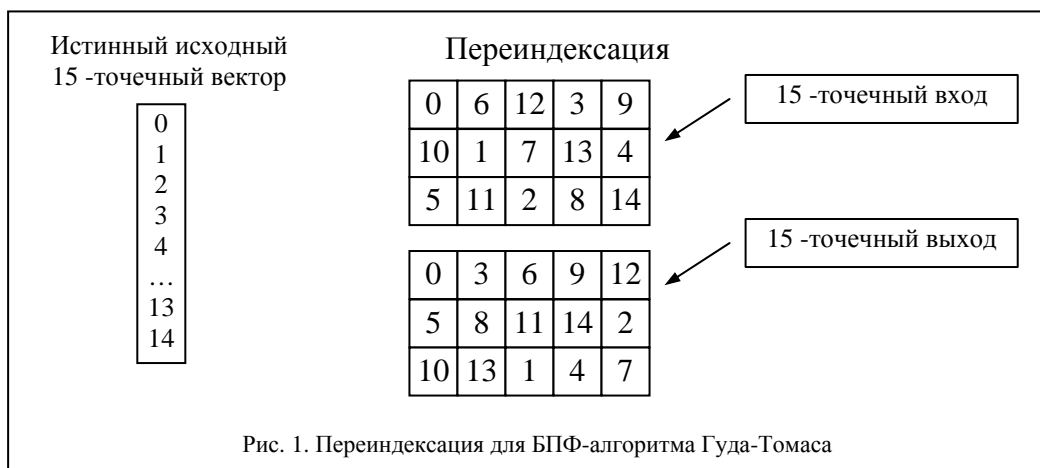 Истинный исходный
15 -точечный вектор
0
1
2
3
4
…
13
14
Переиндексация
0 6 12 3 9
10 1 7 13 4
5 11 2 8 14
15 -точечный вход
0 3 6 9 12
5 8 11 14 2
10 13 1 4 7
15 -точечный выход
Рис. 1. Переиндексация для БПФ-алгоритма Гуда-Томаса